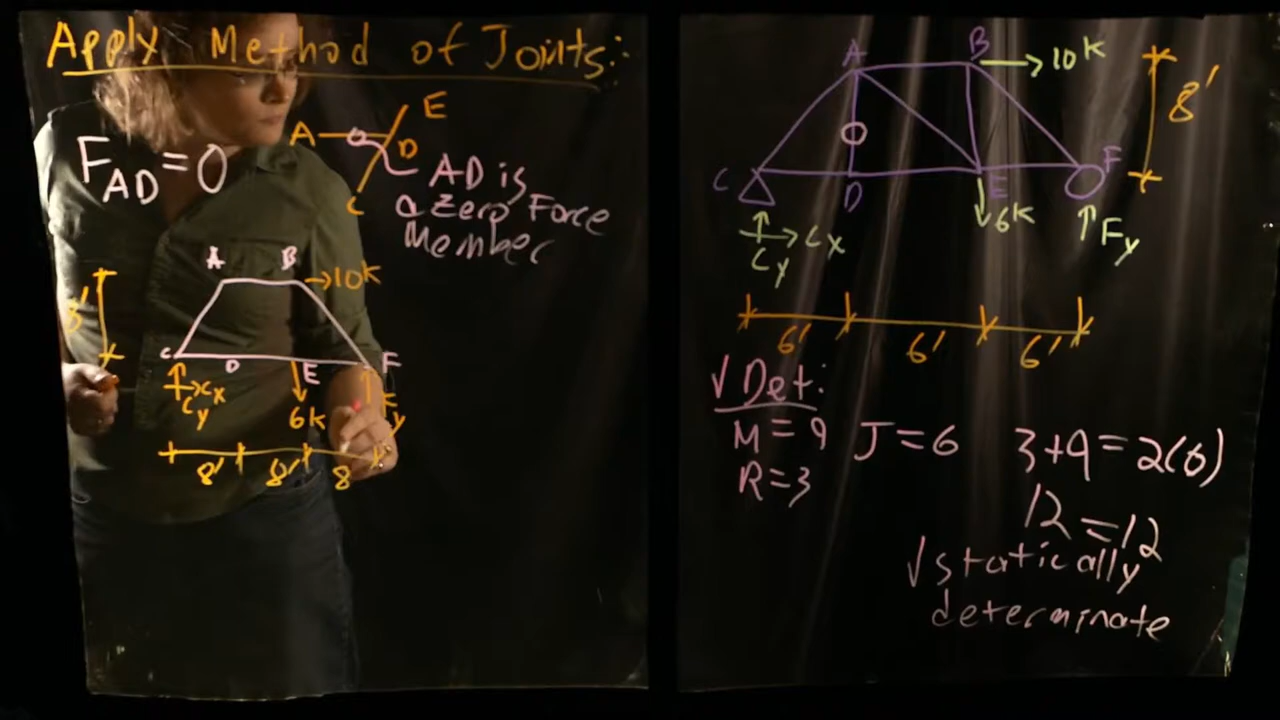 Apply Method of Joints:
E
A
D
C
F_AD = 0
AD is
a Zero Force
Member
A B
→10K
8'
C D E F
Cx
Cy
6K
Fy
8' 8' 8
A B →10K
8'
C D E F
Cx
Cy
6K
Fy
6' 6' 6'
√ Det:
M=9 J=6 3+9=2(6)
R=3
12=12
√ statically
determinate